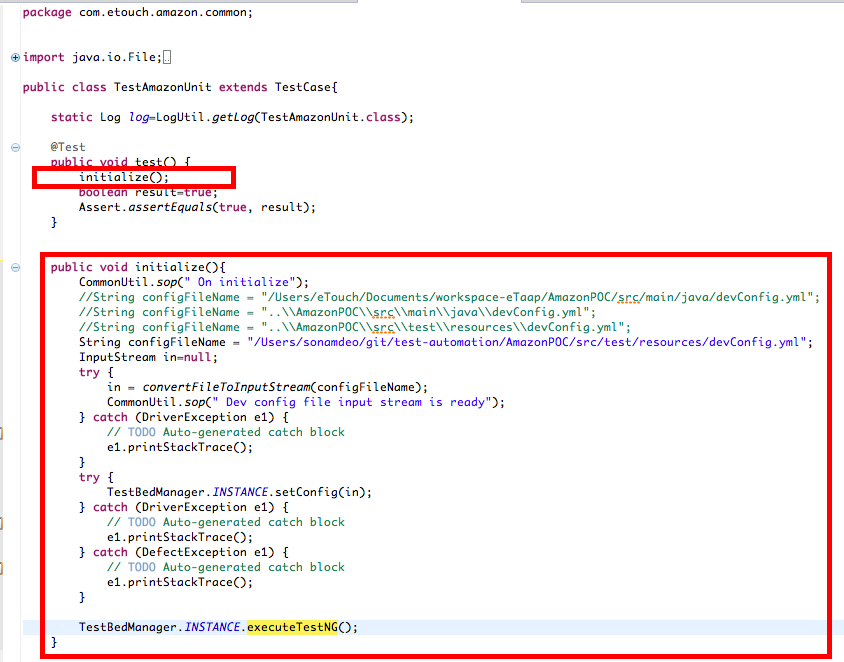 package com.etouch.amazon.common;
import java.io.File;
public class TestAmazonUnit extends TestCase{
static Log log=LogUtil.getLog(TestAmazonUnit.class);
@Test
public void test() {
initialize();
boolean result=true;
Assert.assertEquals(true, result);
}
public void initialize(){
CommonUtil.sop(" On initialize");
//String configFileName = "/Users/eTouch/Documents/workspace-eTaap/AmazonPOC/src/main/java/devConfig.yml";
//String configFileName = "..\\AmazonPOC\\src\\main\\java\\devConfig.yml";
//String configFileName = "..\\AmazonPOC\\src\\test\\resources\\devConfig.yml";
String configFileName = "/Users/sonamdeo/git/test-automation/AmazonPOC/src/test/resources/devConfig.yml";
InputStream in=null;
try {
in = convertFileToInputStream(configFileName);
CommonUtil.sop(" Dev config file input stream is ready");
} catch (DriverException e1) {
// TODO Auto-generated catch block
e1.printStackTrace();
}
try {
TestBedManager.INSTANCE.setConfig(in);
} catch (DriverException e1) {
// TODO Auto-generated catch block
e1.printStackTrace();
} catch (DefectException e1) {
// TODO Auto-generated catch block
e1.printStackTrace();
}
TestBedManager.INSTANCE.executeTestNG();
}